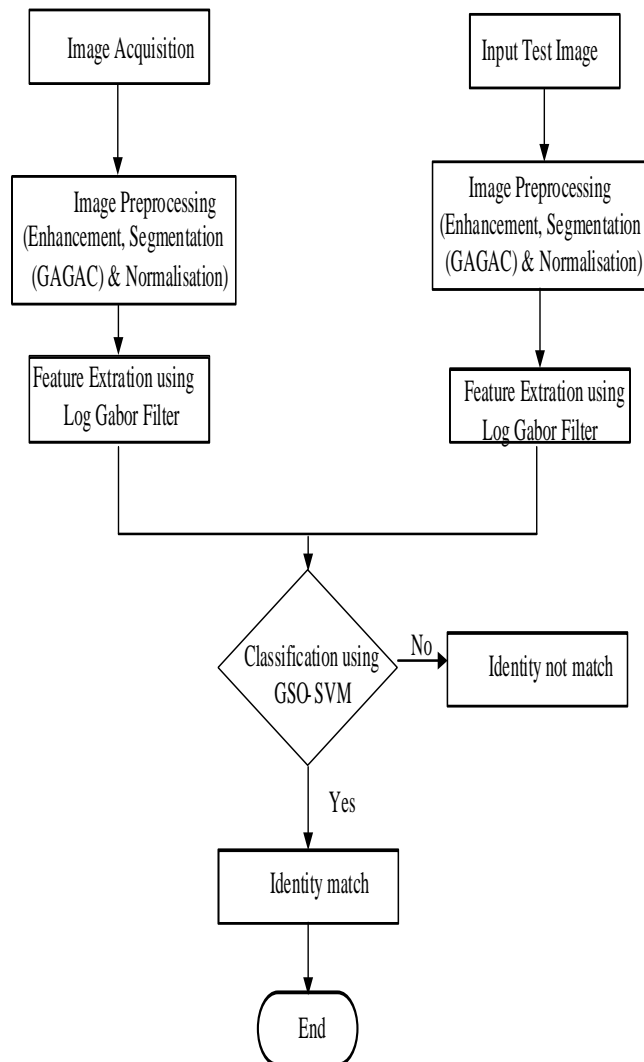 Image Acquisition
Input Test Image
Image Preprocessing
(Enhancement, Segmentation
(GAGAC) & Normalisation)
Image Preprocessing
(Enhancement, Segmentation
(GAGAC) & Normalisation)
Feature Extration using
Log Gabor Filter
Feature Extration using
Log Gabor Filter
Classification using
GSO-SVM
No
Identity not match
Yes
Identity match
End